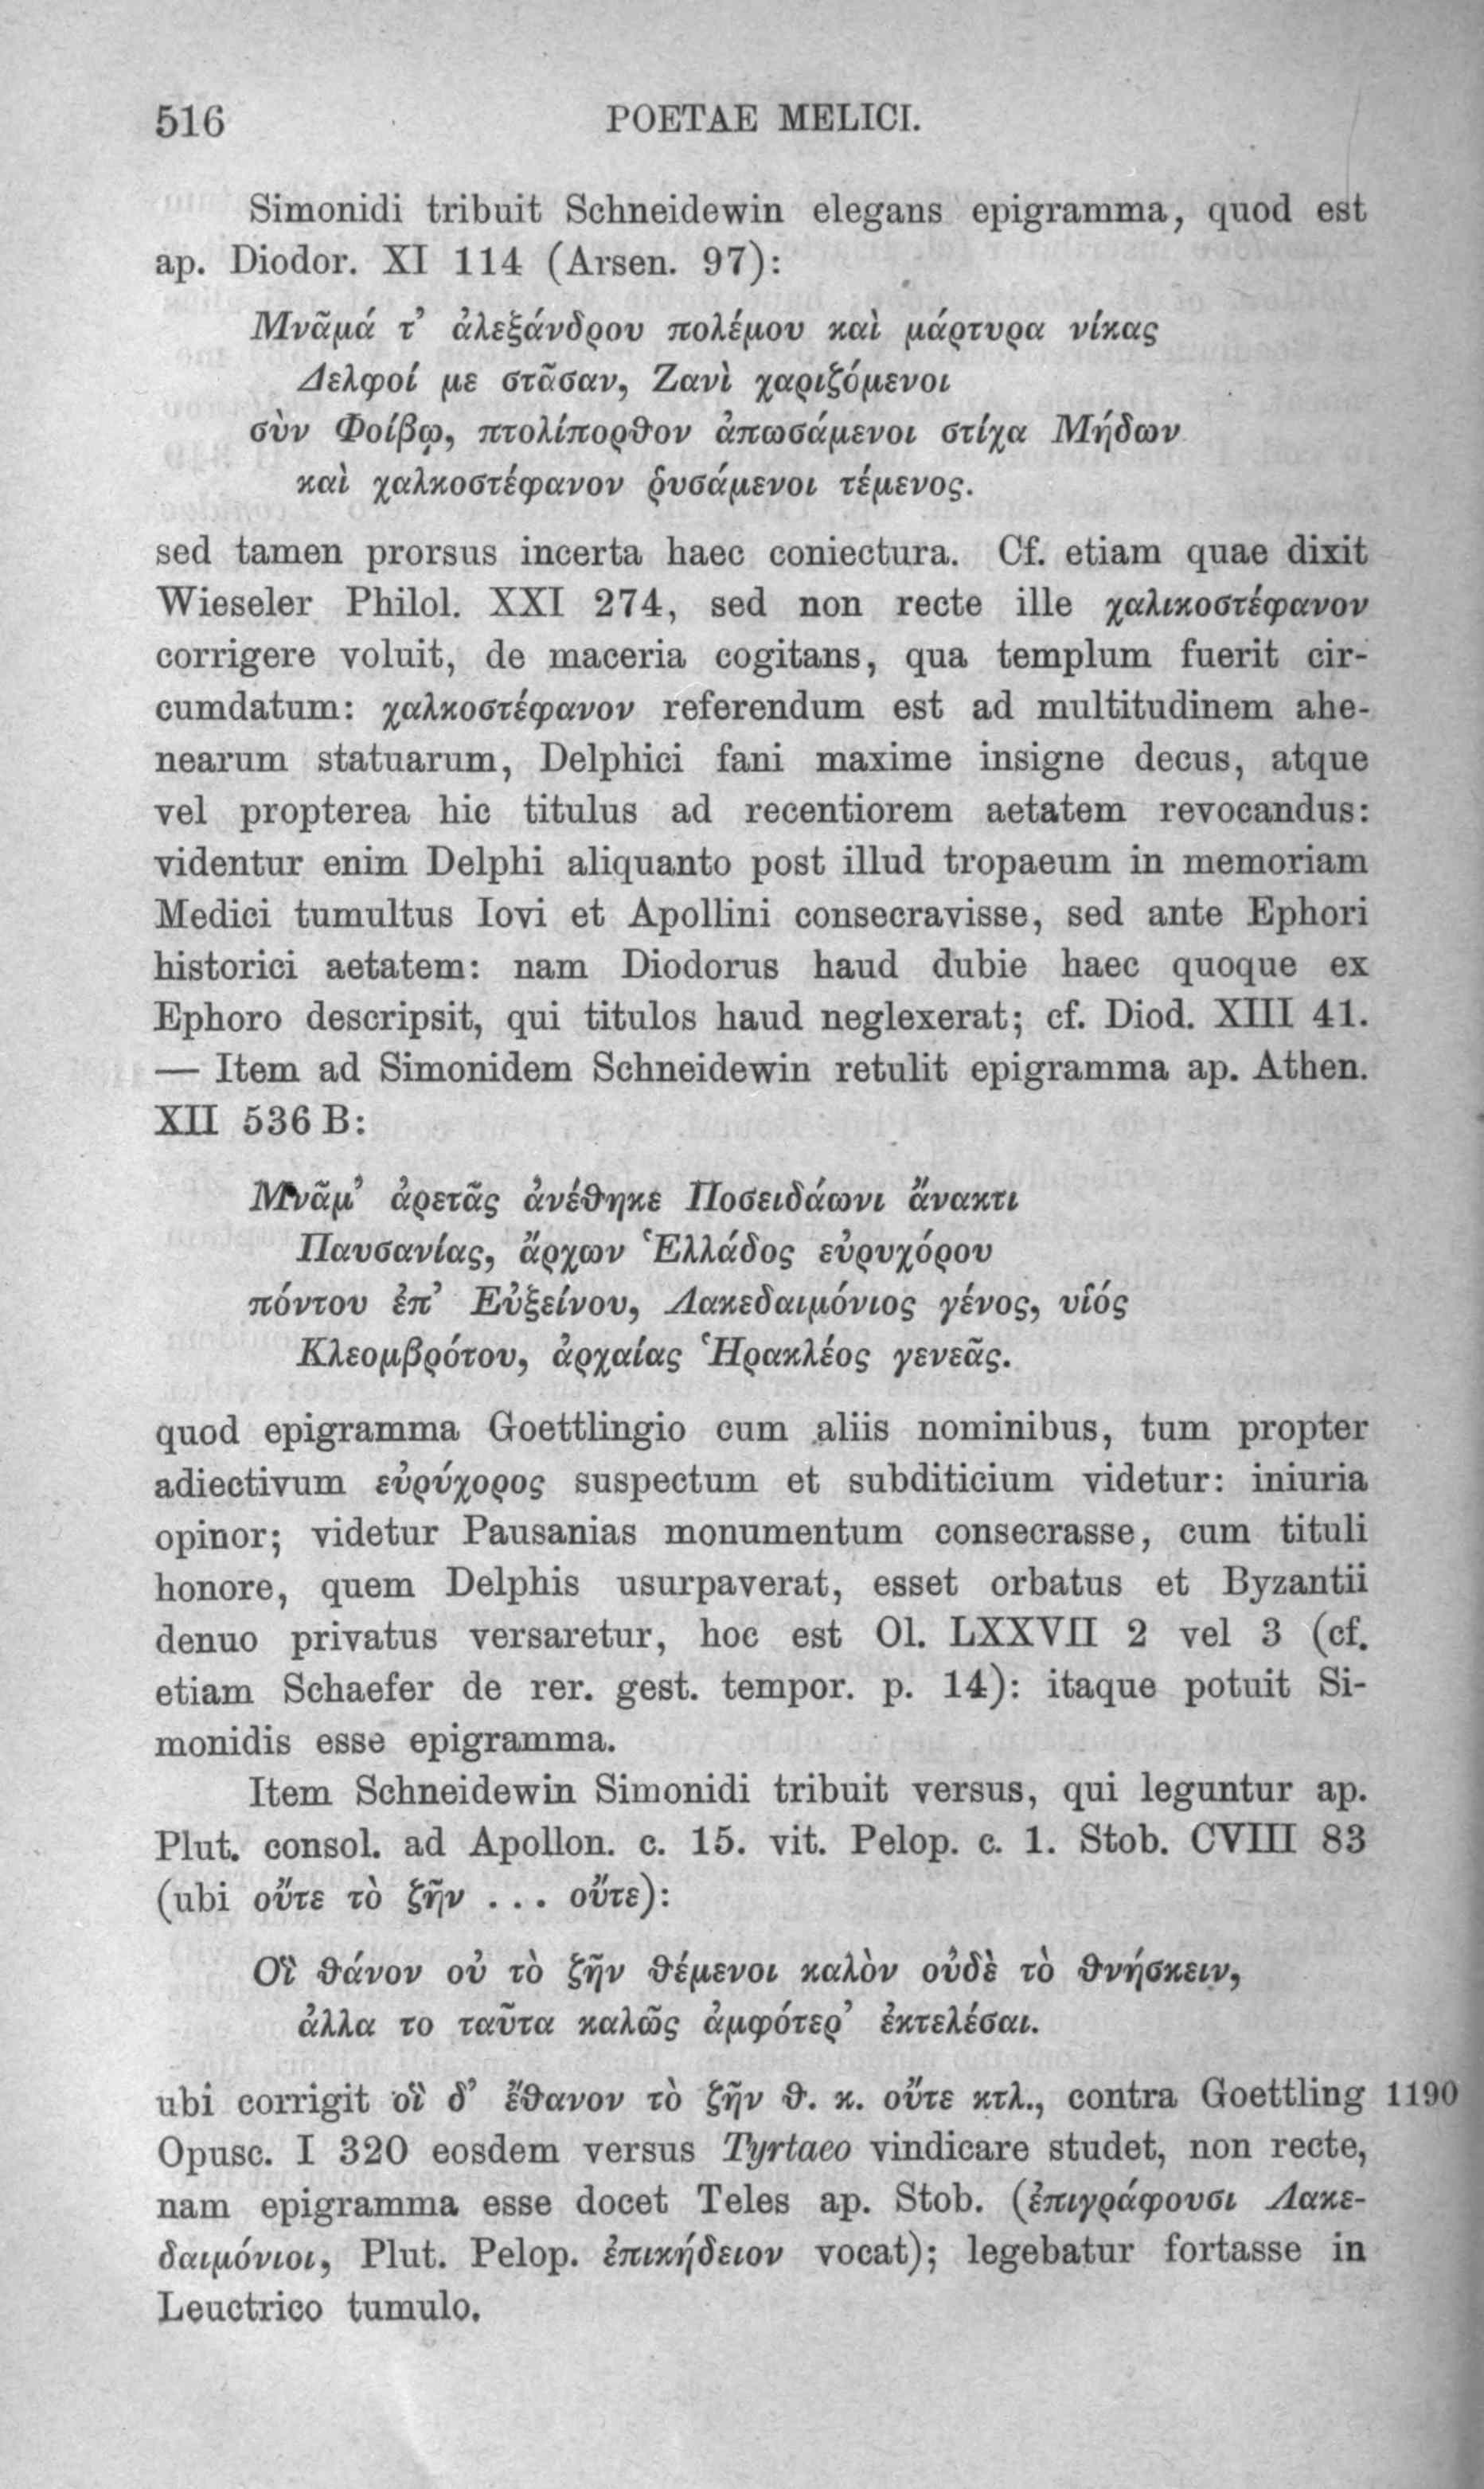 516 POETAE MELICI.
Simonidi tribuit Schneidewin elegans epigramma, quod est
ap. Diodor. XI 114 (Arsen. 97):
Μνᾶμά τ’ ἀλεξάνδρου πολέμου καὶ μάρτυρα νίκας
Δελφοί με στᾶσαν, Ζανὶ χαριζόμενοι
σὺν Φοίβῳ, πτολίπορθον ἀπωσάμενοι στίχα Μήδων
καὶ χαλκοστέφανον ῥυσάμενοι τέμενος.
sed tamen prorsus incerta haec coniectura. Cf. etiam quae dixit
Wieseler Philol. XXI 274, sed non recte ille χαλικοστέφανον
corrigere voluit, de maceria cogitans, qua templum fuerit cir-
cumdatum: χαλκοστέφανον referendum est ad multitudinem ahe-
nearum statuarum, Delphici fani maxime insigne decus, atque
vel propterea hic titulus ad recentiorem aetatem revocandus:
videntur enim Delphi aliquanto post illud tropaeum in memoriam
Medici tumultus Iovi et Apollini consecravisse, sed ante Ephori
historici aetatem: nam Diodorus haud dubie haec quoque ex
Ephoro descripsit, qui titulos haud neglexerat; cf. Diod. XIII 41.
— Item ad Simonidem Schneidewin retulit epigramma ap. Athen.
XII 536 B:
Μνᾶμ’ ἀρετᾶς ἀνέθηκε Ποσειδάωνι ἄνακτι
Παυσανίας, ἄρχων Ἑλλάδος εὐρυχόρου
πόντου ἐπ’ Εὐξείνου, Λακεδαιμόνιος γένος, υἱός
Κλεομβρότου, ἀρχαίας Ἡρακλέος γενεᾶς.
quod epigramma Goettlingio cum aliis nominibus, tum propter
adiectivum εὐρύχορος suspectum et subditicium videtur: iniuria
opinor; videtur Pausanias monumentum consecrasse, cum tituli
honore, quem Delphis usurpaverat, esset orbatus et Byzantii
denuo privatus versaretur, hoc est Ol. LXXVII 2 vel 3 (cf.
etiam Schaefer de rer. gest. tempor. p. 14): itaque potuit Si-
monidis esse epigramma.
Item Schneidewin Simonidi tribuit versus, qui leguntur ap.
Plut. consol. ad Apollon. c. 15. vit. Pelop. c. 1. Stob. CVIII 83
(ubi οὔτε τὸ ζῆν . . . οὔτε):
Οἳ θάνον οὐ τὸ ζῆν θέμενοι καλὸν οὐδὲ τὸ θνήσκειν,
ἀλλα το ταῦτα καλῶς ἀμφότερ’ ἐκτελέσαι.
ubi corrigit οἳ δ’ ἔθανον τὸ ζῆν θ. κ. οὔτε κτλ., contra Goettling 1190
Opusc. I 320 eosdem versus Tyrtaeo vindicare studet, non recte,
nam epigramma esse docet Teles ap. Stob. (ἐπιγράφουσι Λακε-
δαιμόνιοι, Plut. Pelop. ἐπικήδειον vocat); legebatur fortasse in
Leuctrico tumulo.